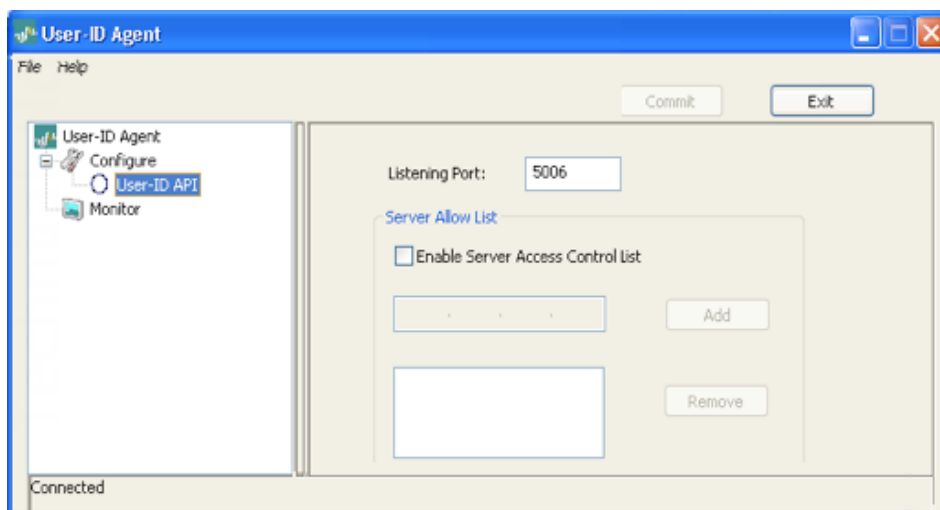 User-ID Agent
File Help
Commit Exit
User-ID Agent
Configure
User-ID API
Monitor
Listening Port: 5006
Server Allow List
Enable Server Access Control List
Add
Remove
Connected